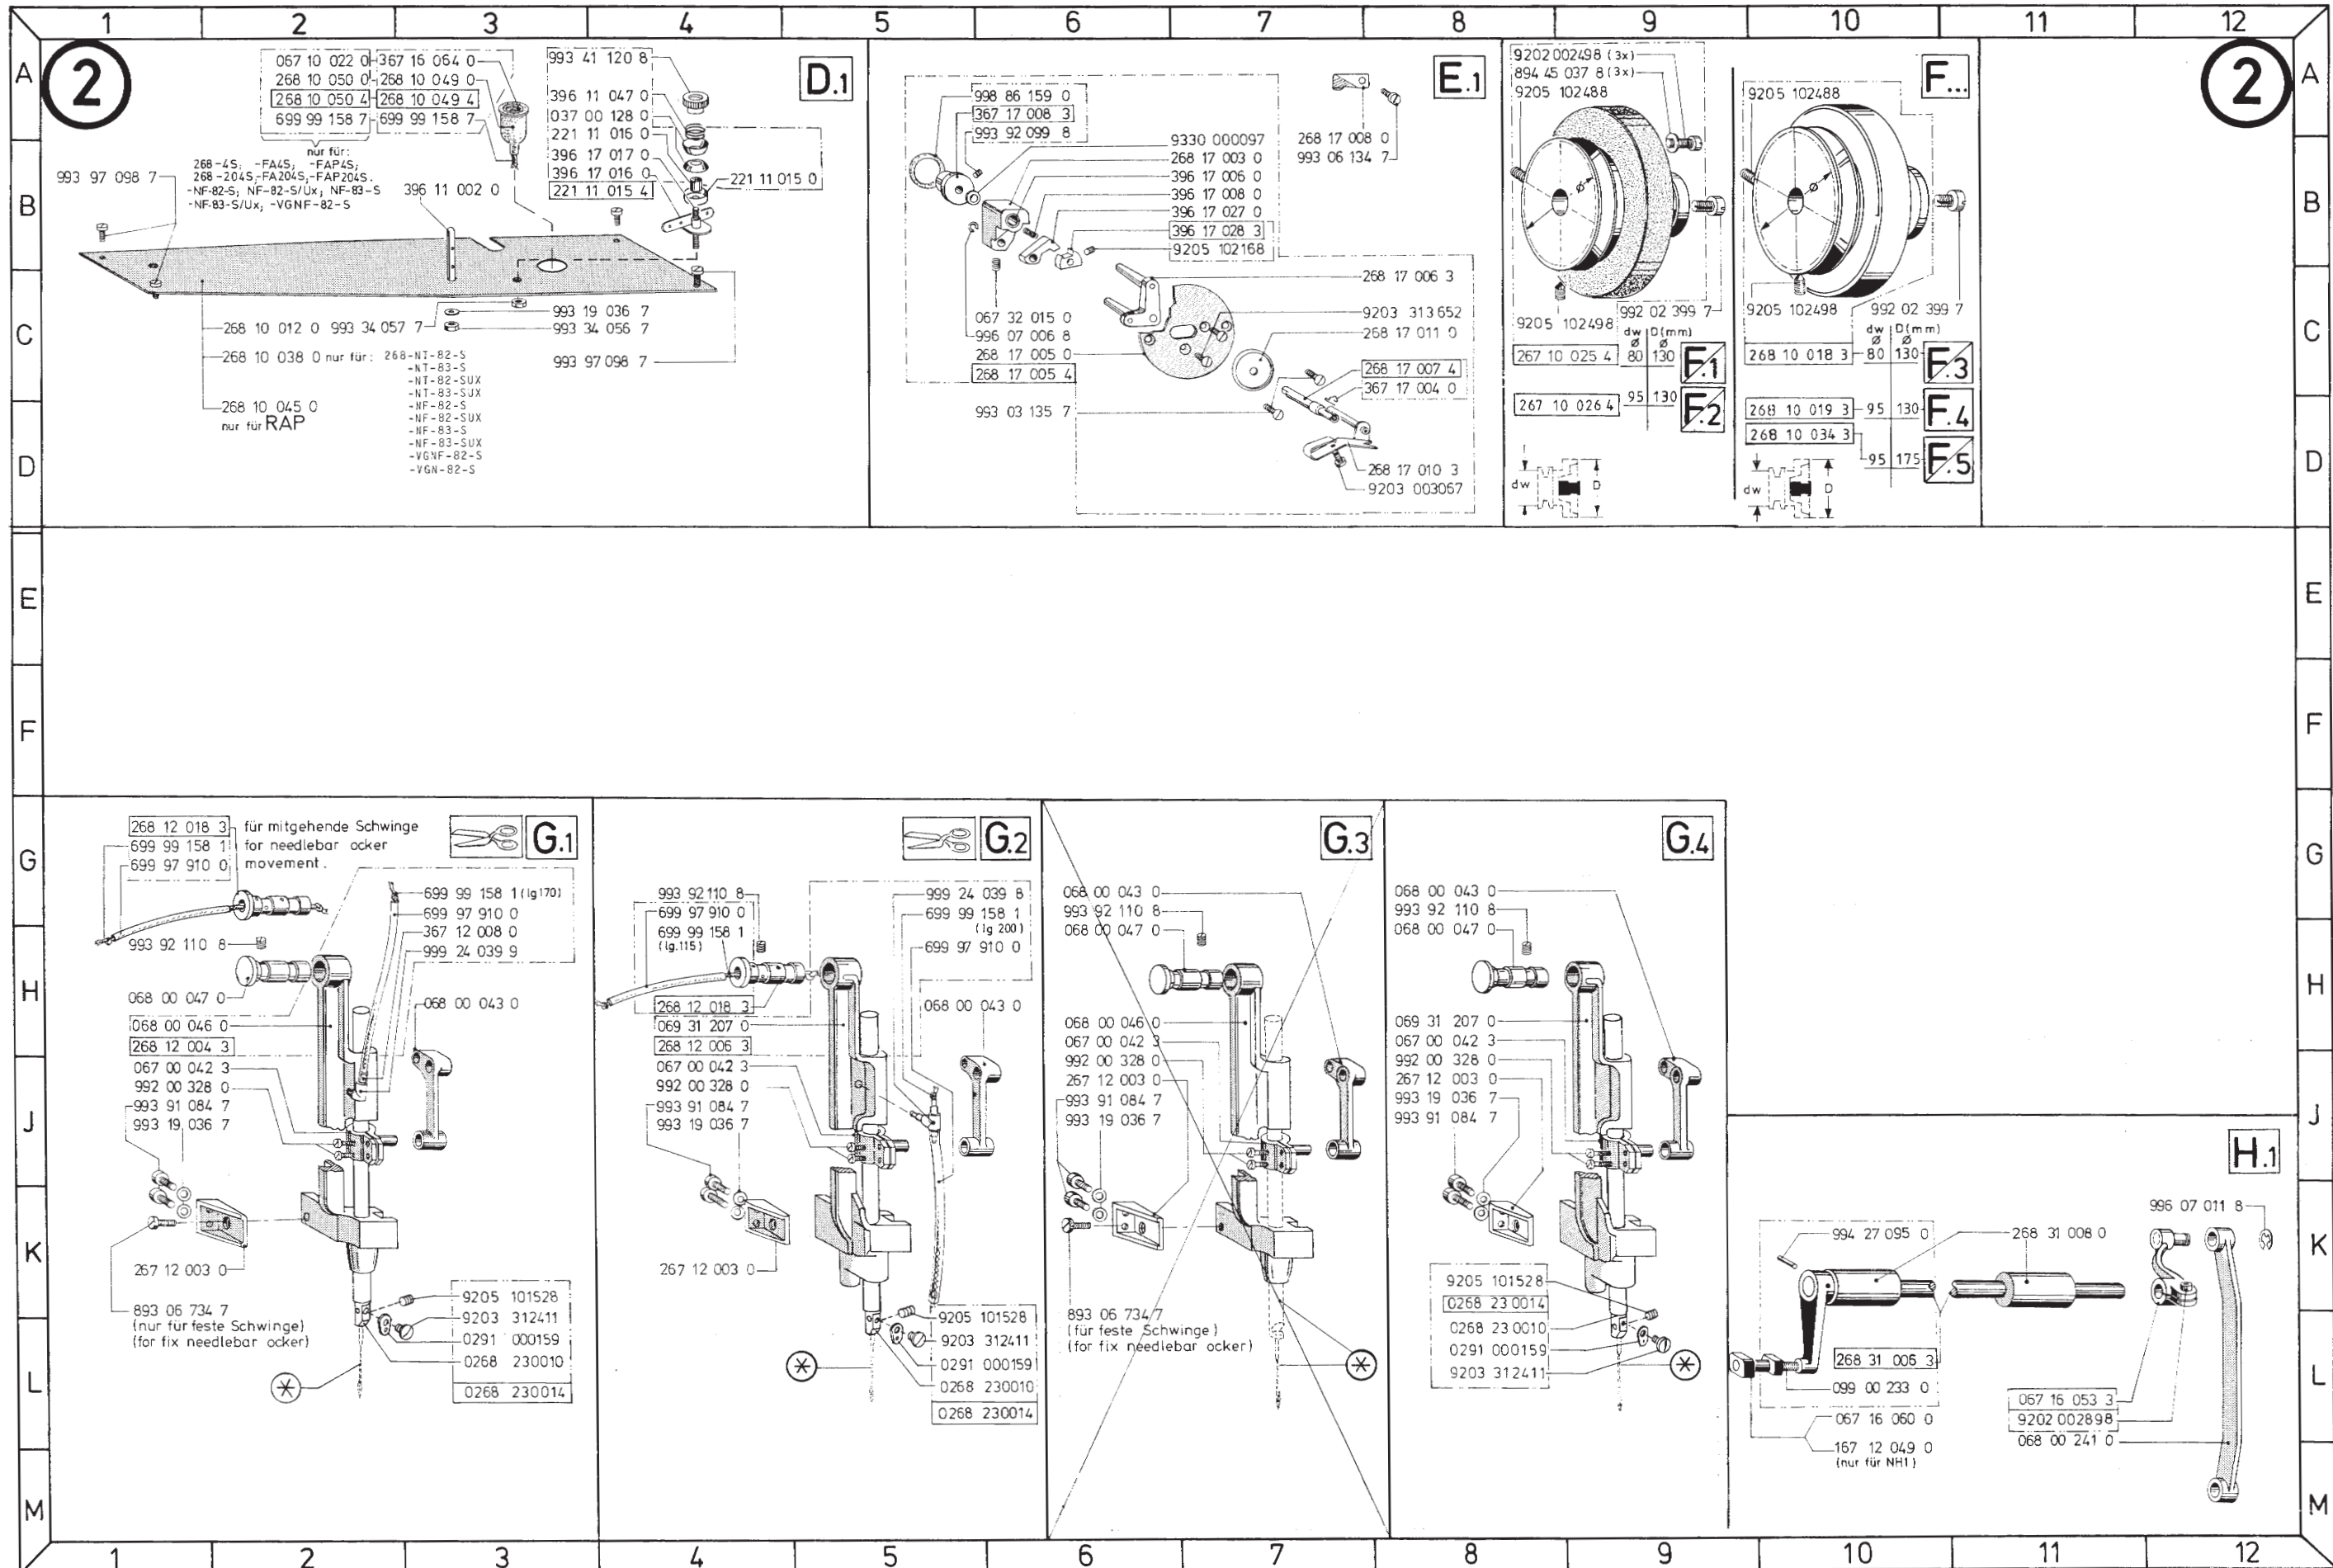 1 2 3 4 5 6 7 8 9 10 11 12
A
B
C
D
E
F
G
H
J
K
L
M
2
D.1
067 10 022 0 367 16 064 0
268 10 050 0 268 10 049 0
268 10 050 4 268 10 049 4
699 99 158 7 699 99 158 7
nur für:
268-4S; -FA4S; -FAP4S;
268-204S;-FA204S;-FAP204S.
-NF-82-S; NF-82-S/Ux; NF-83-S
-NF-83-S/Ux; -VGNF-82-S
993 97 098 7
396 11 002 0
993 41 120 8
396 11 047 0
037 00 128 0
221 11 016 0
396 17 017 0
396 17 016 0
221 11 015 4
221 11 015 0
993 19 036 7
268 10 012 0 993 34 057 7
993 34 056 7
268 10 038 0 nur für: 268-NT-82-S
-NT-83-S
-NT-82-SUX
-NT-83-SUX
-NF-82-S
-NF-82-SUX
-NF-83-S
-NF-83-SUX
-VGNF-82-S
-VGN-82-S
993 97 098 7
268 10 045 0
nur für RAP
E.1
998 86 159 0
367 17 008 3
993 92 099 8
9330 000097
268 17 003 0
396 17 006 0
396 17 008 0
396 17 027 0
396 17 028 3
9205 102168
268 17 008 0
993 06 134 7
268 17 006 3
067 32 015 0
996 07 006 8
268 17 005 0
268 17 005 4
9203 313652
268 17 011 0
268 17 007 4
367 17 004 0
993 03 135 7
268 17 010 3
9203 003067
9202 002498 (3x)
894 45 037 8 (3x)
9205 102488
9205 102498
992 02 399 7
dw D(mm)
Ø Ø
267 10 025 4 80 130 F.1
267 10 026 4 95 130 F.2
dw D
F...
9205 102488
9205 102498
992 02 399 7
dw D(mm)
Ø Ø
268 10 018 3 80 130 F.3
268 10 019 3 95 130 F.4
268 10 034 3
95 175 F.5
dw D
2
G.1
268 12 018 3 für mitgehende Schwinge
699 99 158 1 for needlebar ocker
699 97 910 0 movement.
699 99 158 1 (lg170)
699 97 910 0
367 12 008 0
999 24 039 9
993 92 110 8
068 00 047 0
068 00 043 0
068 00 046 0
268 12 004 3
067 00 042 3
992 00 328 0
993 91 084 7
993 19 036 7
267 12 003 0
893 06 734 7
(nur für feste Schwinge)
(for fix needlebar ocker)
9205 101528
9203 312411
0291 000159
0268 230010
0268 230014
*
G.2
993 92 110 8
699 97 910 0
699 99 158 1
(lg.115)
999 24 039 8
699 99 158 1
(lg 200)
699 97 910 0
268 12 018 3
069 31 207 0
268 12 006 3
067 00 042 3
992 00 328 0
993 91 084 7
993 19 036 7
068 00 043 0
267 12 003 0
9205 101528
9203 312411
0291 000159
0268 230010
0268 230014
*
G.3
068 00 043 0
993 92 110 8
068 00 047 0
068 00 046 0
067 00 042 3
992 00 328 0
267 12 003 0
993 91 084 7
993 19 036 7
893 06 734 7
(für feste Schwinge)
(for fix needlebar ocker)
*
G.4
068 00 043 0
993 92 110 8
068 00 047 0
069 31 207 0
067 00 042 3
992 00 328 0
267 12 003 0
993 19 036 7
993 91 084 7
9205 101528
0268 23 0014
0268 23 0010
0291 000159
9203 312411
*
H.1
996 07 011 8
994 27 095 0
268 31 008 0
268 31 006 3
099 00 233 0
067 16 060 0
167 12 049 0
(nur für NH1)
067 16 053 3
9202 002898
068 00 241 0
A
B
C
D
E
F
G
H
J
K
L
M
1 2 3 4 5 6 7 8 9 10 11 12